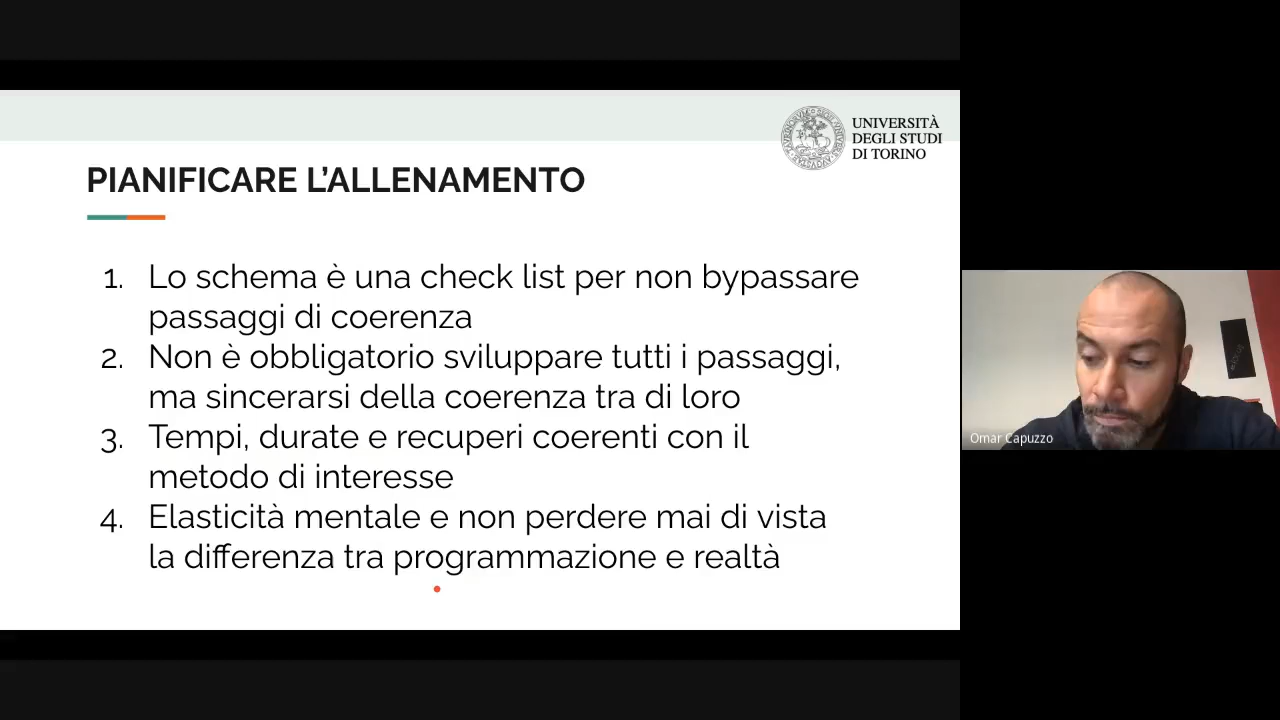 UNIVERSITÀ
DEGLI STUDI
DI TORINO
PIANIFICARE L'ALLENAMENTO
1. Lo schema è una check list per non bypassare
passaggi di coerenza
2. Non è obbligatorio sviluppare tutti i passaggi,
ma sincerarsi della coerenza tra di loro
3. Tempi, durate e recuperi coerenti con il
metodo di interesse
4. Elasticità mentale e non perdere mai di vista
la differenza tra programmazione e realtà
Omar Capuzzo